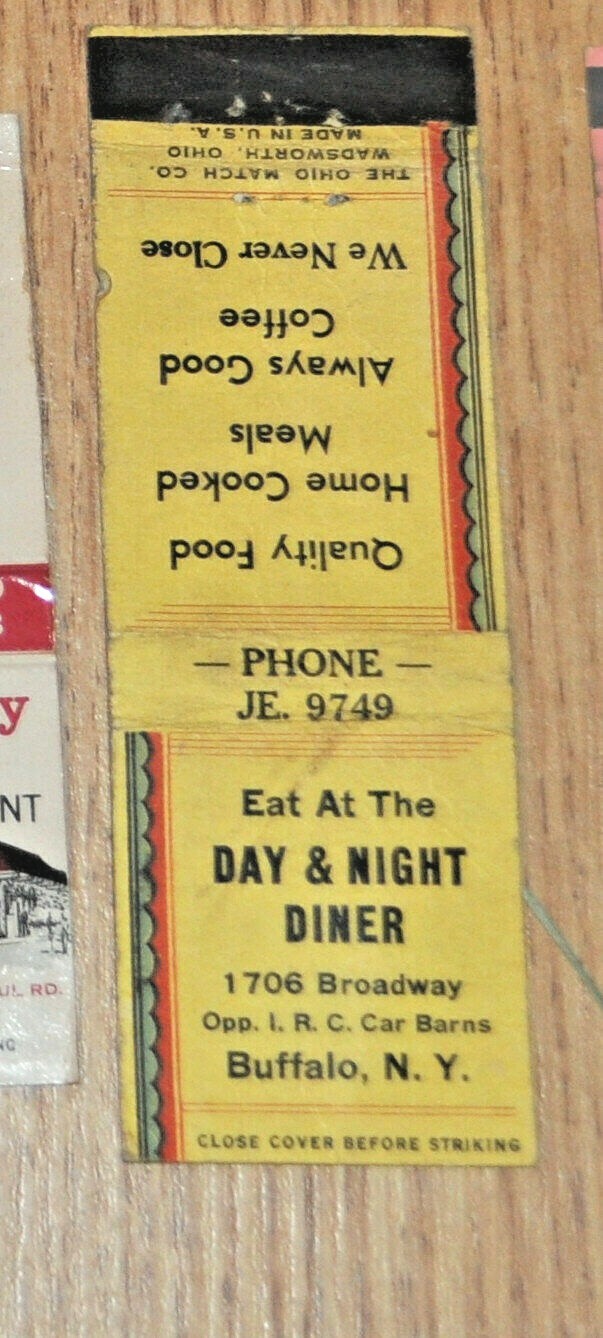 MADE IN U.S.A.
WADSWORTH, OHIO
THE OHIO MATCH CO.
We Never Close
Coffee
Always Good
Meals
Home Cooked
Quality Food
— PHONE —
JE. 9749
Eat At The
DAY & NIGHT
DINER
1706 Broadway
Opp. I. R. C. Car Barns
Buffalo, N. Y.
CLOSE COVER BEFORE STRIKING
y
NT
RD.